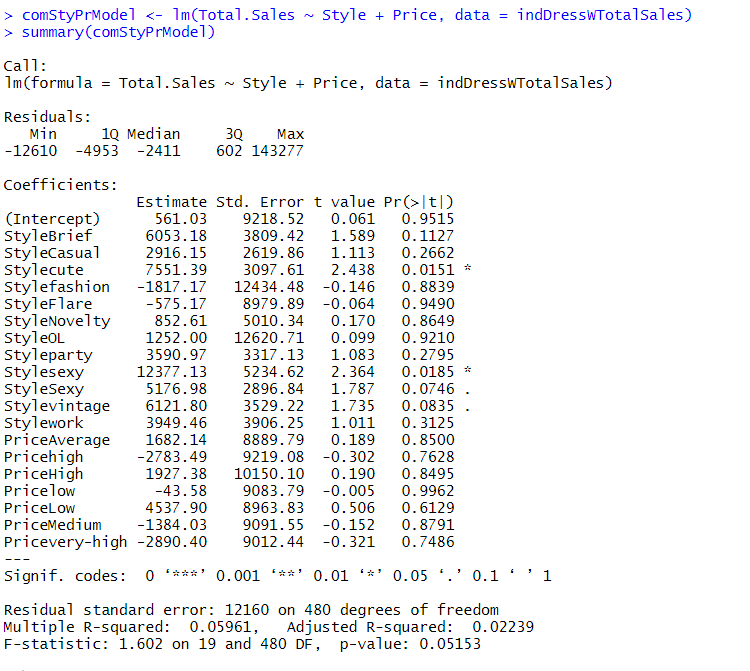 > comStyPrModel <- lm(Total.Sales ~ Style + Price, data = indDressWTotalSales)
> summary(comStyPrModel)
Call:
lm(formula = Total.Sales ~ Style + Price, data = indDressWTotalSales)
Residuals:
Min 1Q Median 3Q Max
-12610 -4953 -2411 602 143277
Coefficients:
Estimate Std. Error t value Pr(>|t|)
(Intercept) 561.03 9218.52 0.061 0.9515
StyleBrief 6053.18 3809.42 1.589 0.1127
StyleCasual 2916.15 2619.86 1.113 0.2662
Stylecute 7551.39 3097.61 2.438 0.0151 *
Stylefashion -1817.17 12434.48 -0.146 0.8839
StyleFlare -575.17 8979.89 -0.064 0.9490
StyleNovelty 852.61 5010.34 0.170 0.8649
StyleOL 1252.00 12620.71 0.099 0.9210
Styleparty 3590.97 3317.13 1.083 0.2795
Stylesexy 12377.13 5234.62 2.364 0.0185 *
StyleSexy 5176.98 2896.84 1.787 0.0746 .
Stylevintage 6121.80 3529.22 1.735 0.0835 .
Stylework 3949.46 3906.25 1.011 0.3125
PriceAverage 1682.14 8889.79 0.189 0.8500
Pricehigh -2783.49 9219.08 -0.302 0.7628
PriceHigh 1927.38 10150.10 0.190 0.8495
Pricelow -43.58 9083.79 -0.005 0.9962
PriceLow 4537.90 8963.83 0.506 0.6129
PriceMedium -1384.03 9091.55 -0.152 0.8791
Pricevery-high -2890.40 9012.44 -0.321 0.7486
---
Signif. codes: 0 ‘***’ 0.001 ‘**’ 0.01 ‘*’ 0.05 ‘.’ 0.1 ‘ ’ 1
Residual standard error: 12160 on 480 degrees of freedom
Multiple R-squared: 0.05961, Adjusted R-squared: 0.02239
F-statistic: 1.602 on 19 and 480 DF, p-value: 0.05153